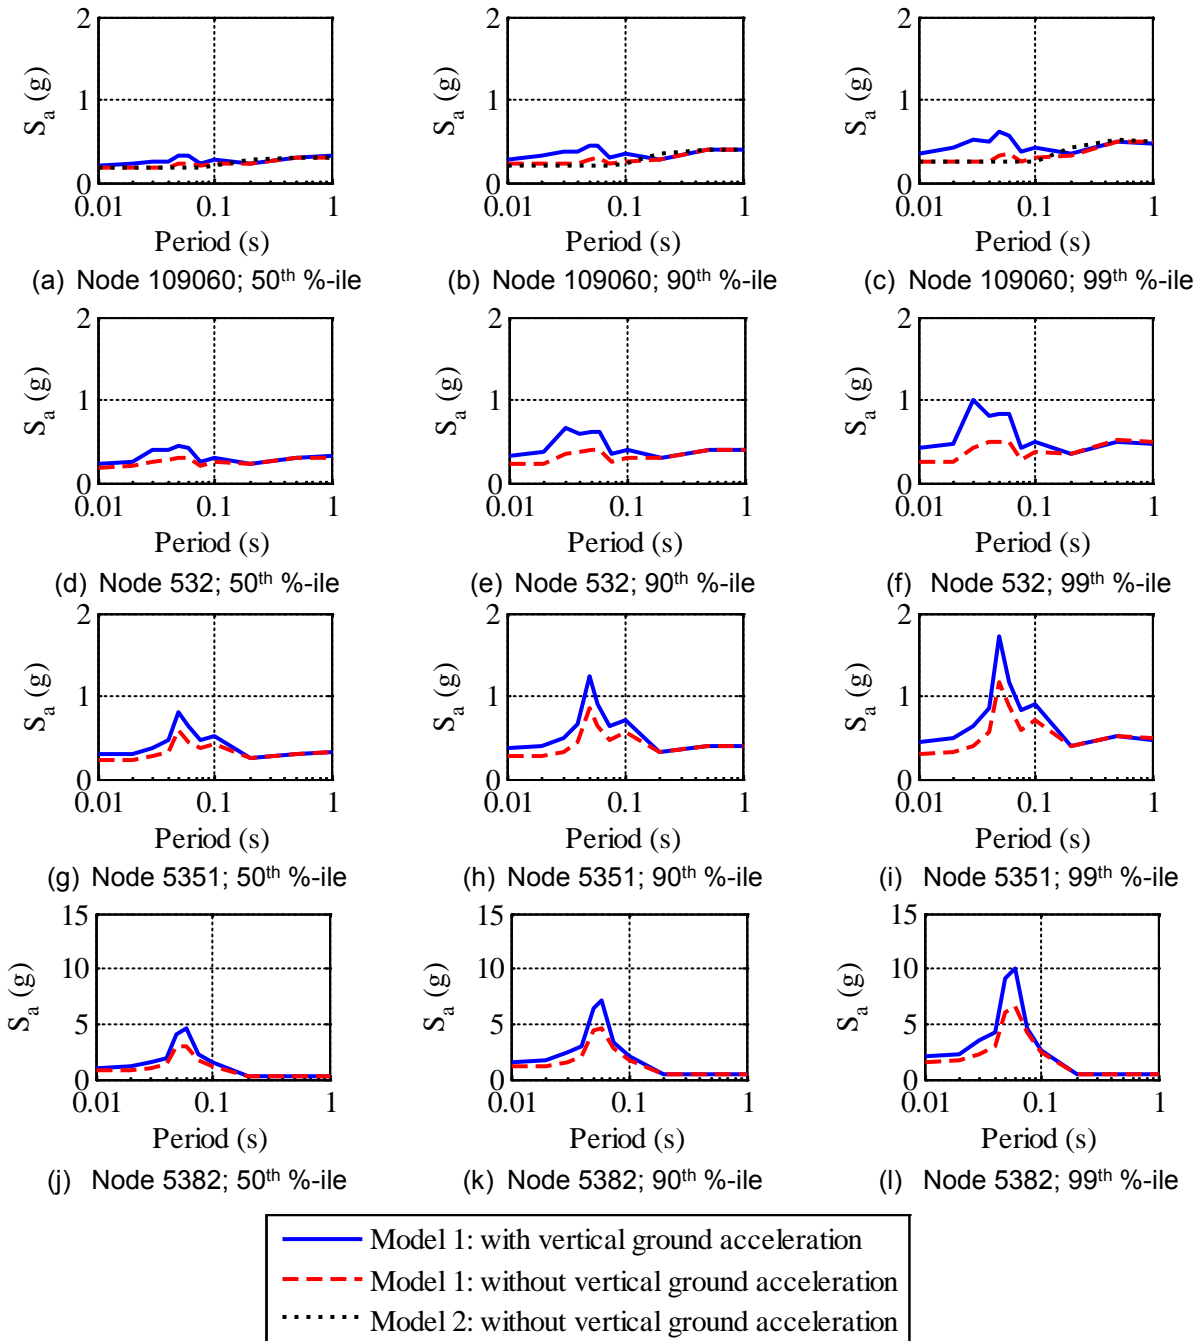 2 2 2
S_a (g) S_a (g) S_a (g)
1 1 1
0 0 0
0.01 0.1 1 0.01 0.1 1 0.01 0.1 1
Period (s) Period (s) Period (s)
(a) Node 109060; 50th %-ile (b) Node 109060; 90th %-ile (c) Node 109060; 99th %-ile
2 2 2
S_a (g) S_a (g) S_a (g)
1 1 1
0 0 0
0.01 0.1 1 0.01 0.1 1 0.01 0.1 1
Period (s) Period (s) Period (s)
(d) Node 532; 50th %-ile (e) Node 532; 90th %-ile (f) Node 532; 99th %-ile
2 2 2
S_a (g) S_a (g) S_a (g)
1 1 1
0 0 0
0.01 0.1 1 0.01 0.1 1 0.01 0.1 1
Period (s) Period (s) Period (s)
(g) Node 5351; 50th %-ile (h) Node 5351; 90th %-ile (i) Node 5351; 99th %-ile
15 15 15
10 10 10
S_a (g) S_a (g) S_a (g)
5 5 5
0 0 0
0.01 0.1 1 0.01 0.1 1 0.01 0.1 1
Period (s) Period (s) Period (s)
(j) Node 5382; 50th %-ile (k) Node 5382; 90th %-ile (l) Node 5382; 99th %-ile
Model 1: with vertical ground acceleration
Model 1: without vertical ground acceleration
Model 2: without vertical ground acceleration